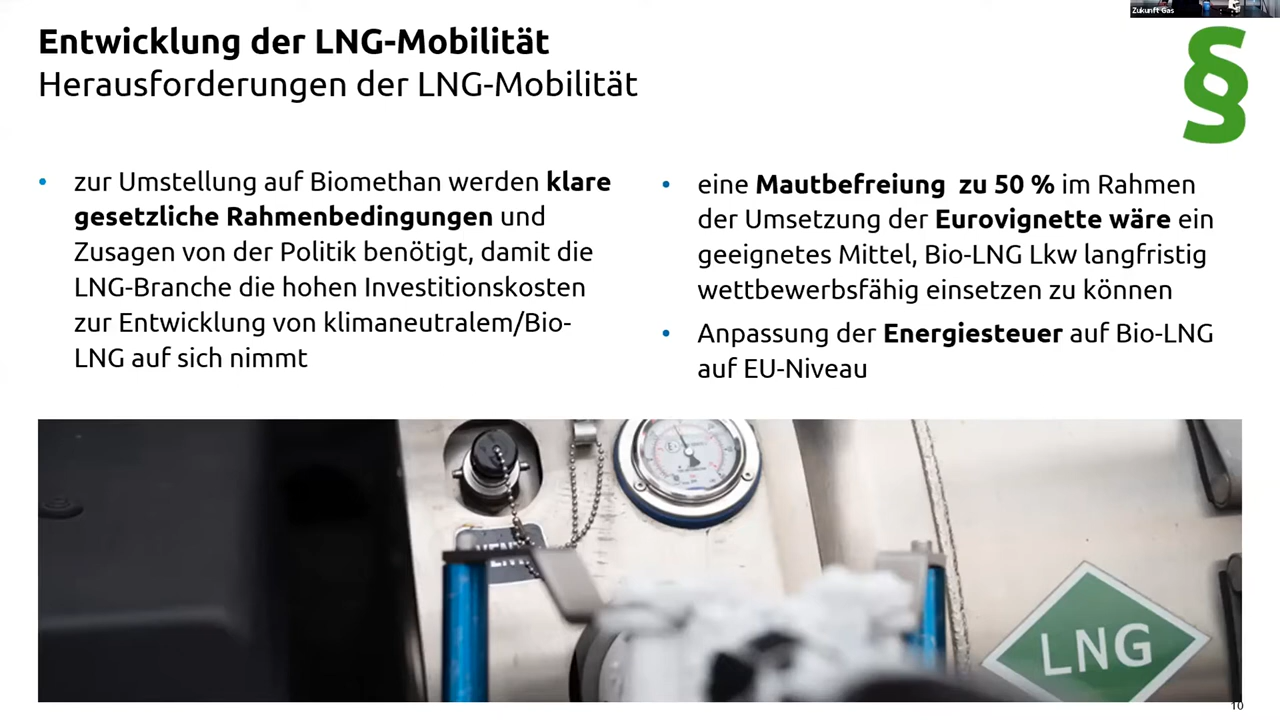 Zukunft Gas
Entwicklung der LNG-Mobilität
Herausforderungen der LNG-Mobilität
§
• zur Umstellung auf Biomethan werden klare
gesetzliche Rahmenbedingungen und
Zusagen von der Politik benötigt, damit die
LNG-Branche die hohen Investitionskosten
zur Entwicklung von klimaneutralem/Bio-
LNG auf sich nimmt
• eine Mautbefreiung  zu 50 % im Rahmen
der Umsetzung der Eurovignette wäre ein
geeignetes Mittel, Bio-LNG Lkw langfristig
wettbewerbsfähig einsetzen zu können
• Anpassung der Energiesteuer auf Bio-LNG
auf EU-Niveau
LNG
10